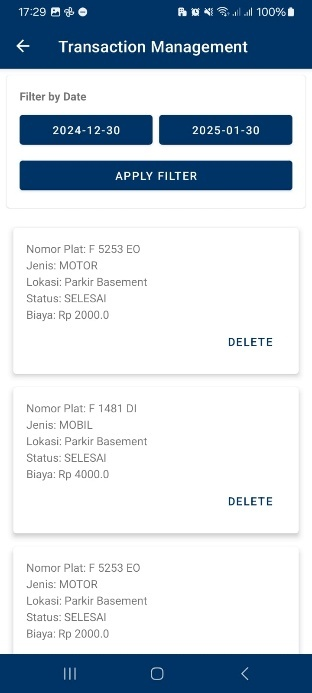 17:29 100%
Transaction Management
Filter by Date
2024-12-30 2025-01-30
APPLY FILTER
Nomor Plat: F 5253 EO
Jenis: MOTOR
Lokasi: Parkir Basement
Status: SELESAI
Biaya: Rp 2000.0
DELETE
Nomor Plat: F 1481 DI
Jenis: MOBIL
Lokasi: Parkir Basement
Status: SELESAI
Biaya: Rp 4000.0
DELETE
Nomor Plat: F 5253 EO
Jenis: MOTOR
Lokasi: Parkir Basement
Status: SELESAI
Biaya: Rp 2000.0